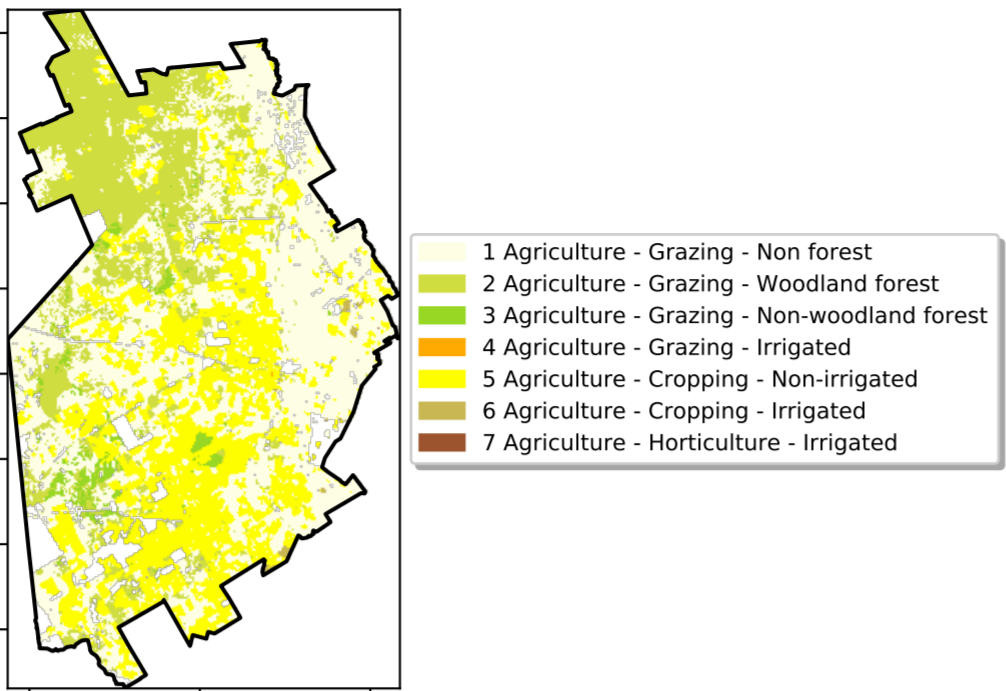 1 Agriculture - Grazing - Non forest
2 Agriculture - Grazing - Woodland forest
3 Agriculture - Grazing - Non-woodland forest
4 Agriculture - Grazing - Irrigated
5 Agriculture - Cropping - Non-irrigated
6 Agriculture - Cropping - Irrigated
7 Agriculture - Horticulture - Irrigated